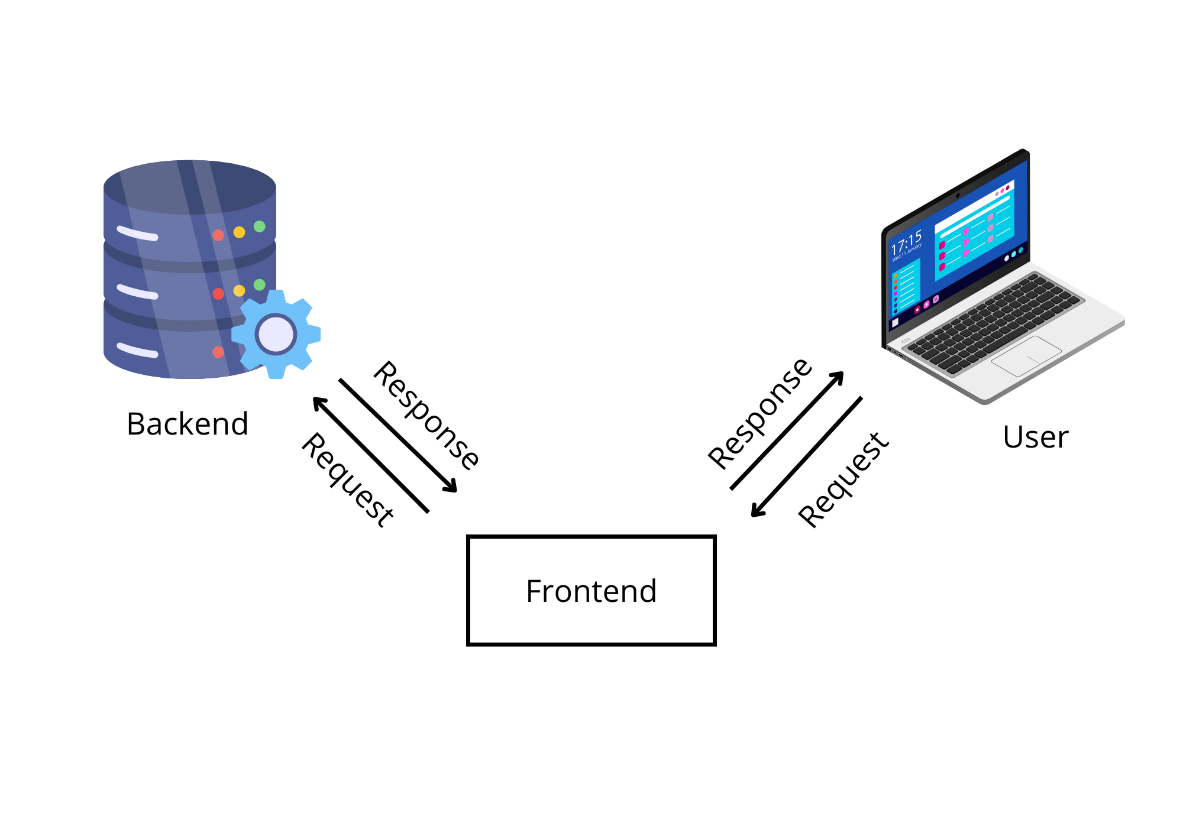 17:15
Response
Response
Backend
Request
User
Request
Frontend